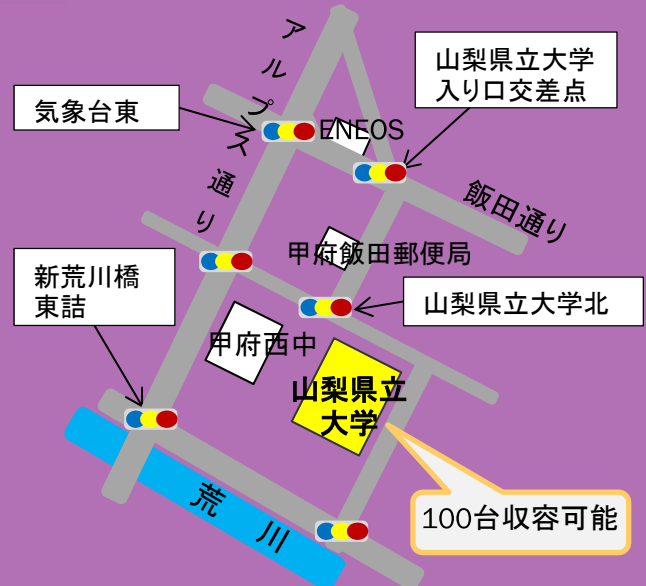 アルプス通り
山梨県立大学
入り口交差点
気象台東
ENEOS
飯田通り
甲府飯田郵便局
新荒川橋
東詰
山梨県立大学北
甲府西中
山梨県立
大学
荒川
100台収容可能